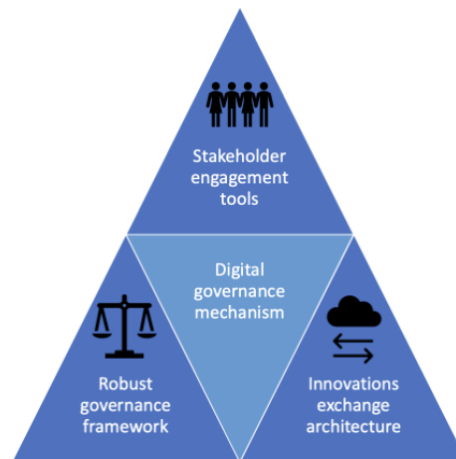 Stakeholder
engagement
tools
Digital
governance
mechanism
Robust
governance
framework
Innovations
exchange
architecture